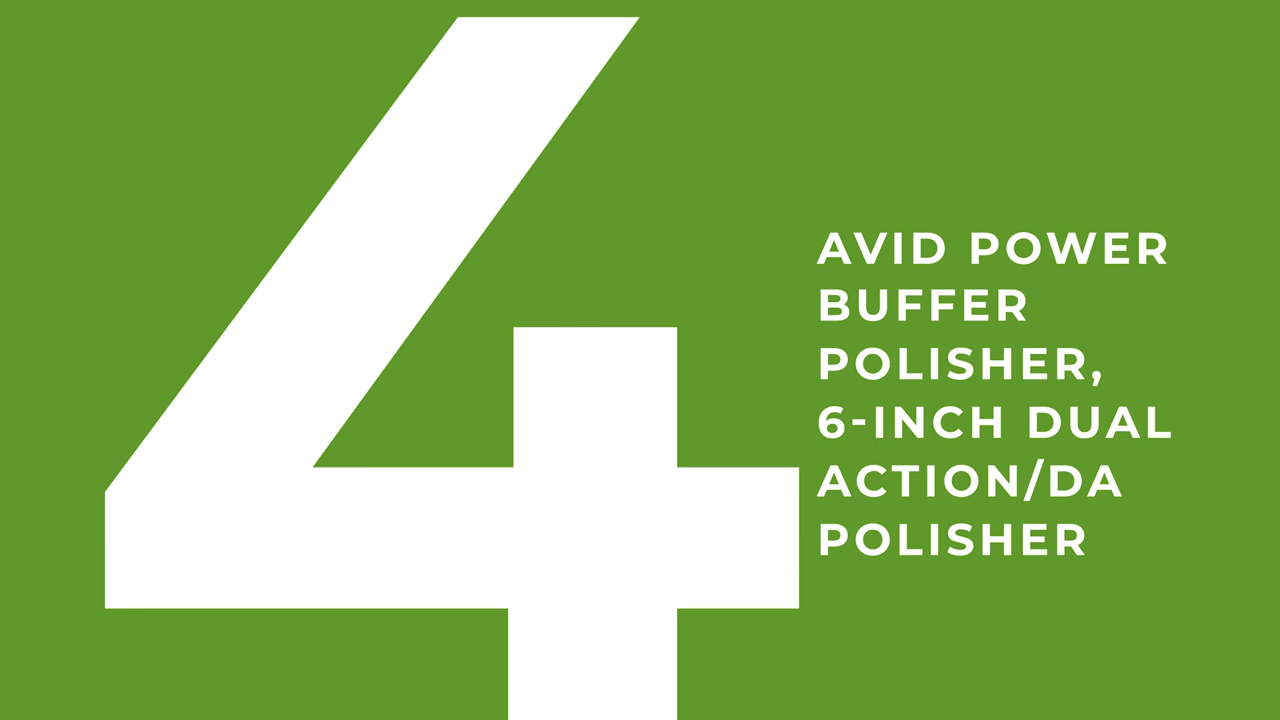 4
AVID POWER
BUFFER
POLISHER,
6-INCH DUAL
ACTION/DA
POLISHER